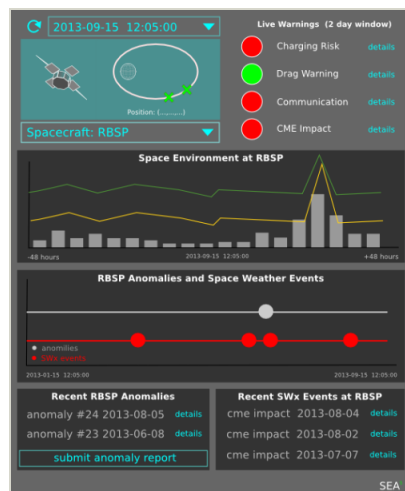 2013-09-15 12:05:00
Position: (...,...,...)
Spacecraft: RBSP
Live Warnings (2 day window)
Charging Risk details
Drag Warning details
Communication details
CME Impact details
Space Environment at RBSP
-48 hours 2013-09-15 12:05:00 +48 hours
RBSP Anomalies and Space Weather Events
anomilies
SWx events
2013-01-15 12:05:00 2013-09-15 12:05:00
Recent RBSP Anomalies
anomaly #24 2013-08-05 details
anomaly #23 2013-06-08 details
submit anomaly report
Recent SWx Events at RBSP
cme impact 2013-08-04 details
cme impact 2013-08-02 details
cme impact 2013-07-07 details
SEA